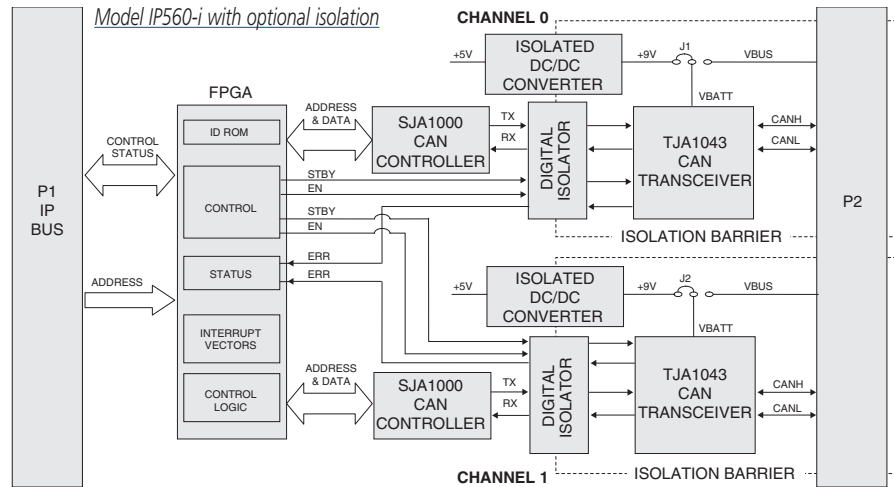 Model IP560-i with optional isolation
CHANNEL 0
P1
IP
BUS
CONTROL
STATUS
ADDRESS
FPGA
ID ROM
CONTROL
STATUS
INTERRUPT
VECTORS
CONTROL
LOGIC
ADDRESS
& DATA
SJA1000
CAN
CONTROLLER
TX
RX
STBY
EN
STBY
EN
ERR
ERR
+5V
ISOLATED
DC/DC
CONVERTER
+9V
J1
VBUS
VBATT
DIGITAL
ISOLATOR
TJA1043
CAN
TRANSCEIVER
CANH
CANL
ISOLATION BARRIER
P2
+5V
ISOLATED
DC/DC
CONVERTER
+9V
J2
VBUS
VBATT
ADDRESS
& DATA
SJA1000
CAN
CONTROLLER
TX
RX
DIGITAL
ISOLATOR
TJA1043
CAN
TRANSCEIVER
CANH
CANL
CHANNEL 1
ISOLATION BARRIER